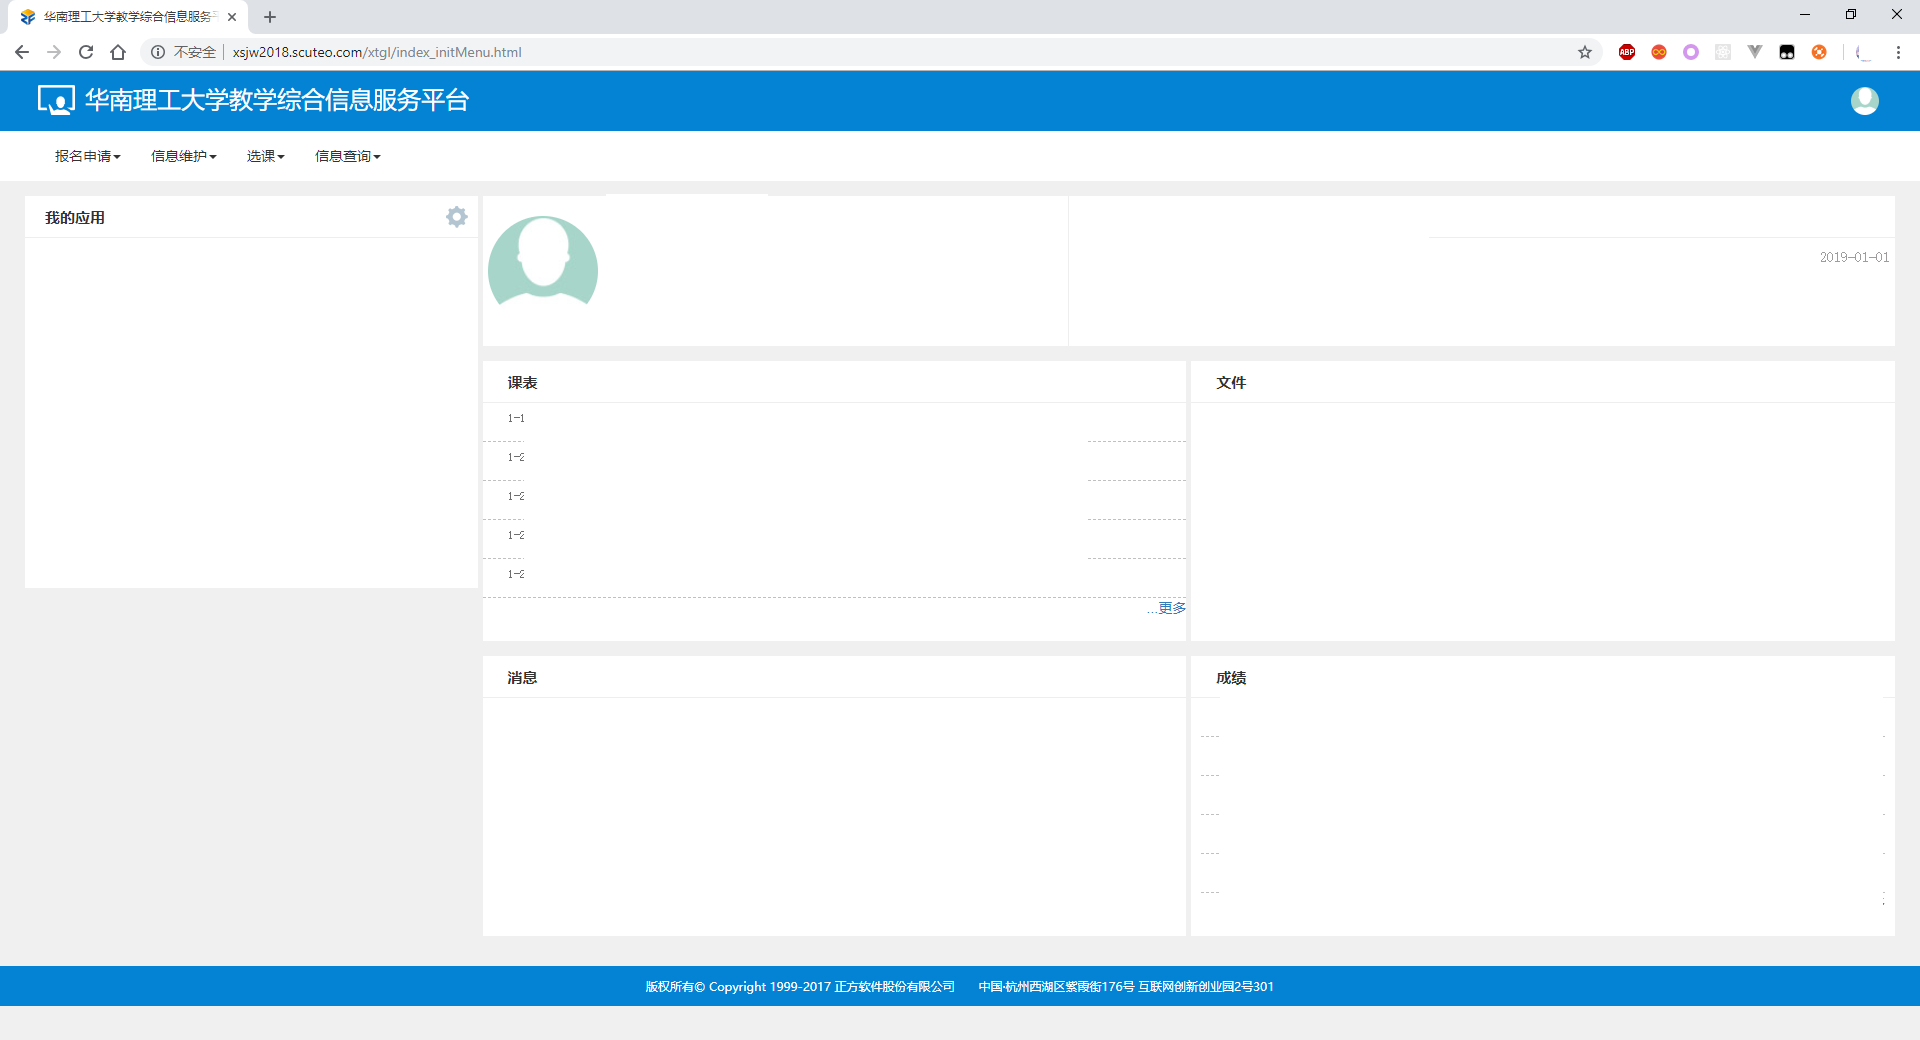 华南理工大学教学综合信息服务
不安全 xsjw2018.scuteo.com/xtgl/index_initMenu.html
ABP
华南理工大学教学综合信息服务平台
报名申请 信息维护 选课 信息查询
我的应用
2019-01-01
课表
1-1
1-2
1-2
1-2
1-2
...更多
文件
消息
成绩
版权所有© Copyright 1999-2017 正方软件股份有限公司 中国·杭州西湖区紫霞街176号 互联网创新创业园2号301